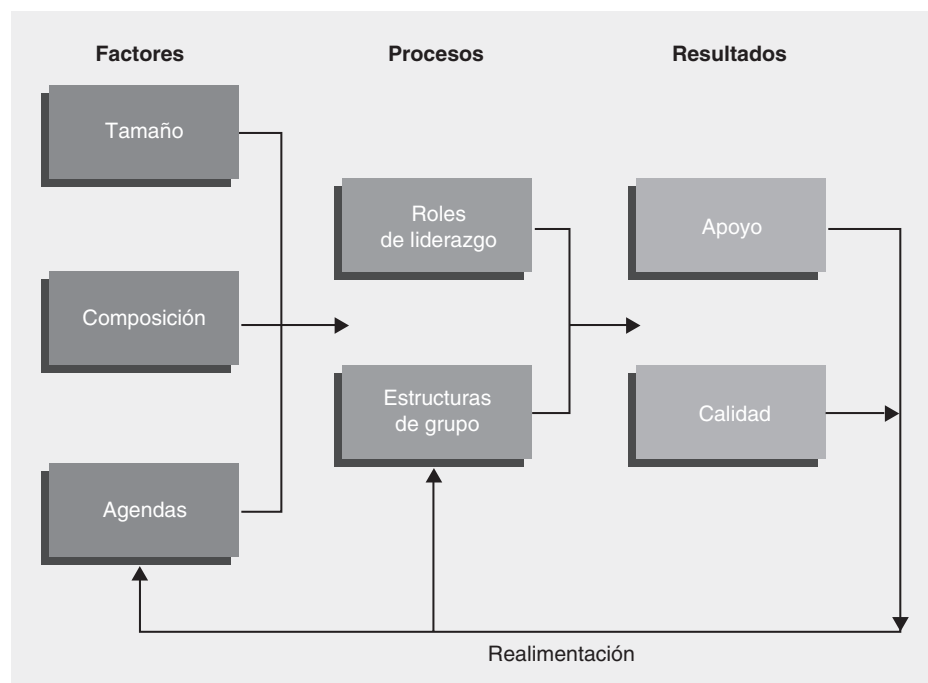 Factores
Procesos
Resultados
Tamaño
Composición
Agendas
Roles
de liderazgo
Estructuras
de grupo
Apoyo
Calidad
Realimentación